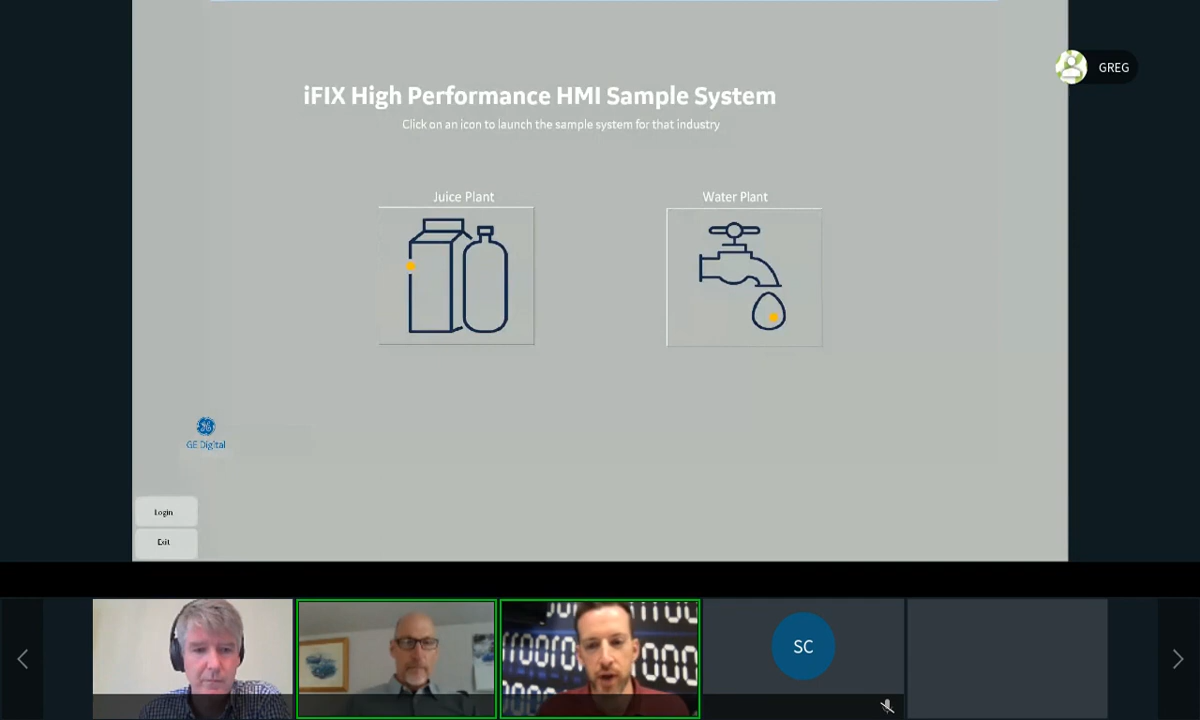 GREG
iFIX High Performance HMI Sample System
Click on an icon to launch the sample system for that industry
Juice Plant
Water Plant
GE Digital
Login
Exit
SC